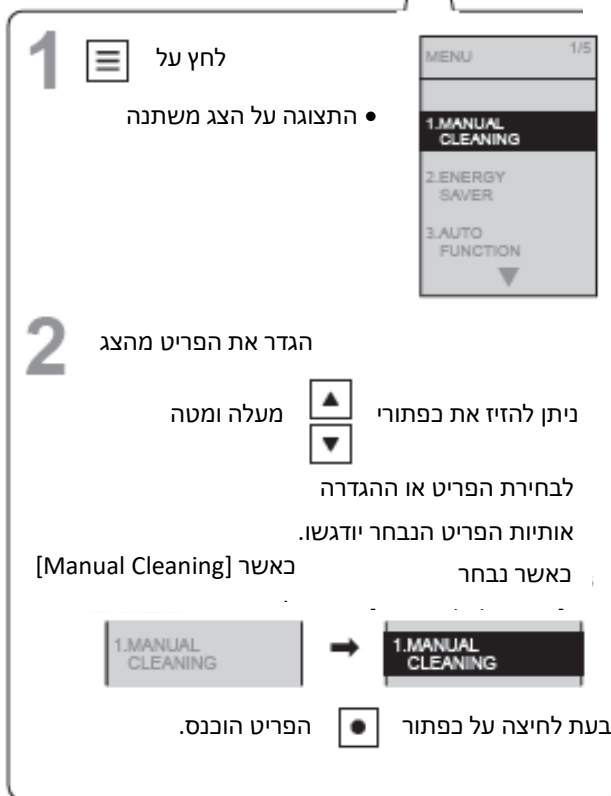 1
לחץ על
• התצוגה על הצג משתנה
MENU 1/5
1.MANUAL
CLEANING
2.ENERGY
SAVER
3.AUTO
FUNCTION
2
הגדר את הפריט מהצג
ניתן להזיז את כפתורי מעלה ומטה
לבחירת הפריט או ההגדרה
אותיות הפריט הנבחר יודגשו.
כאשר נבחר
כאשר [Manual Cleaning]
1.MANUAL
CLEANING
1.MANUAL
CLEANING
בעת לחיצה על כפתור הפריט הוכנס.